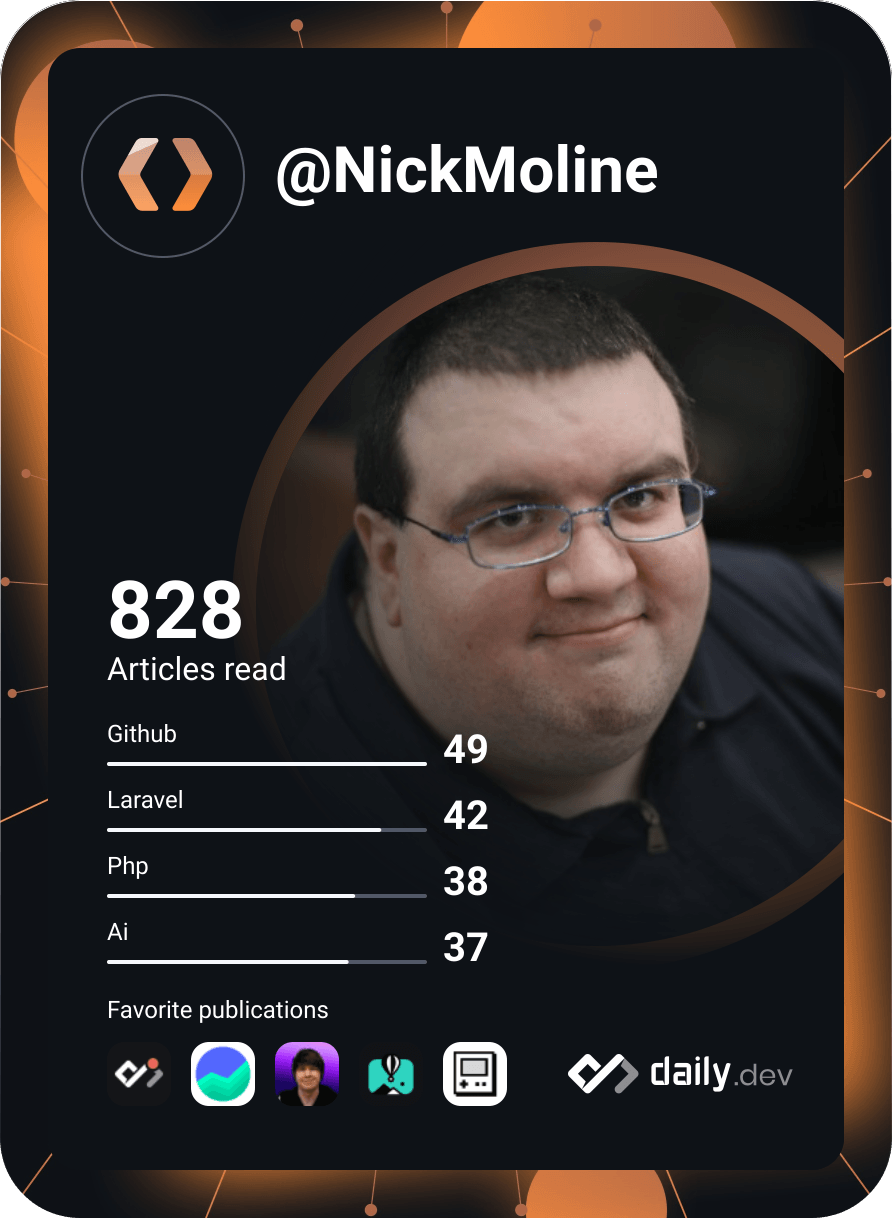 @NickMoline
828
Articles read
Github
49
Laravel
42
Php
38
Ai
37
Favorite publications
daily.dev